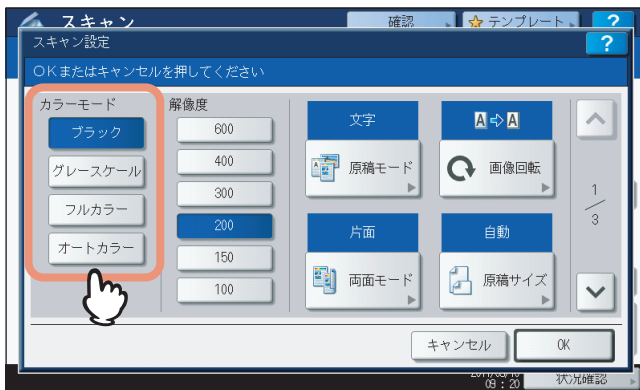 スキャン
確認
テンプレート
?
スキャン設定
?
OKまたはキャンセルを押してください
カラーモード
ブラック
グレースケール
フルカラー
オートカラー
解像度
600
400
300
200
150
100
文字
原稿モード
A⇨A
画像回転
片面
両面モード
自動
原稿サイズ
1
3
キャンセル
OK
09:20
状況確認